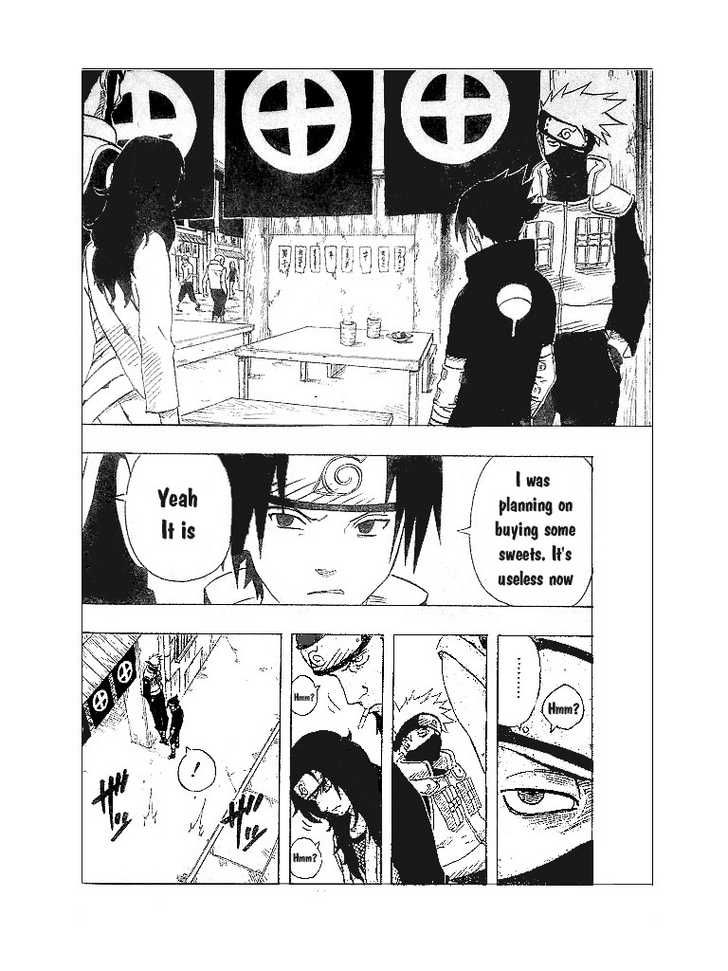 I was
planning on
buying some
sweets. It's
useless now
Yeah
It is
.........
Hmm?
Hmm?
Hmm?
!